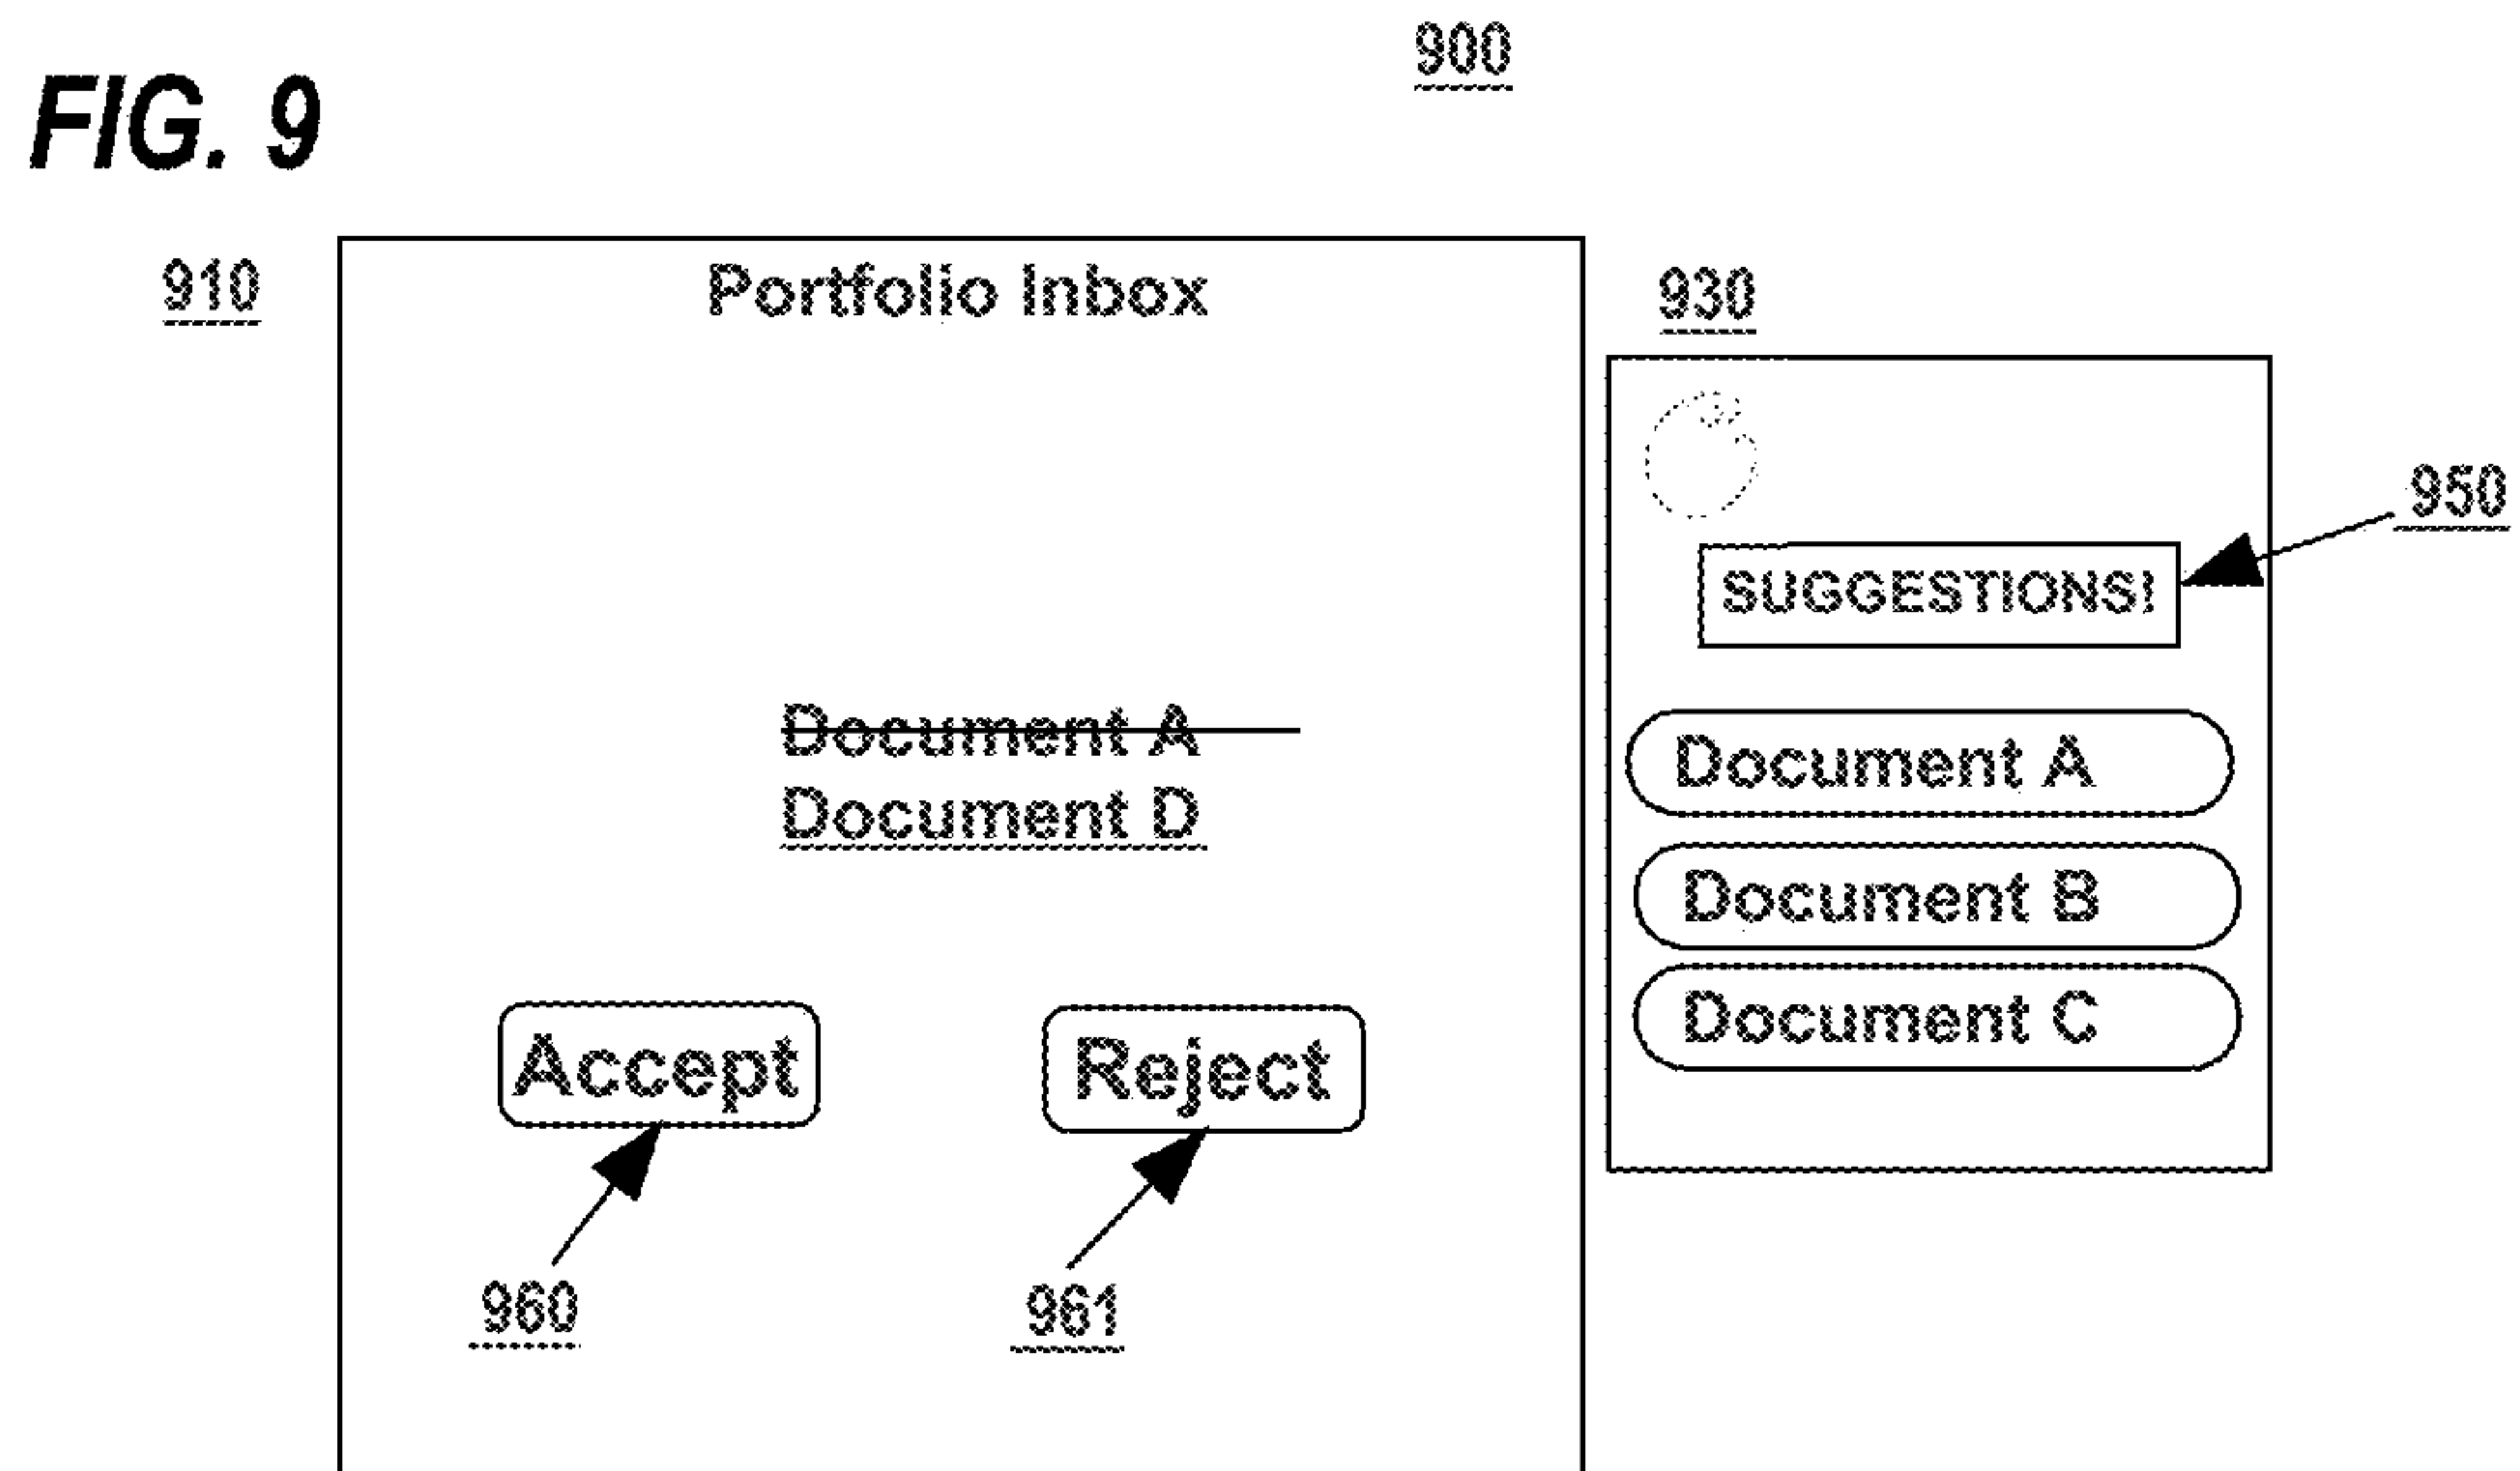 900
FIG. 9
910
Portfolio Inbox
930
950
SUGGESTIONS!
Document A
Document D
Document A
Document B
Document C
Accept
Reject
960
961